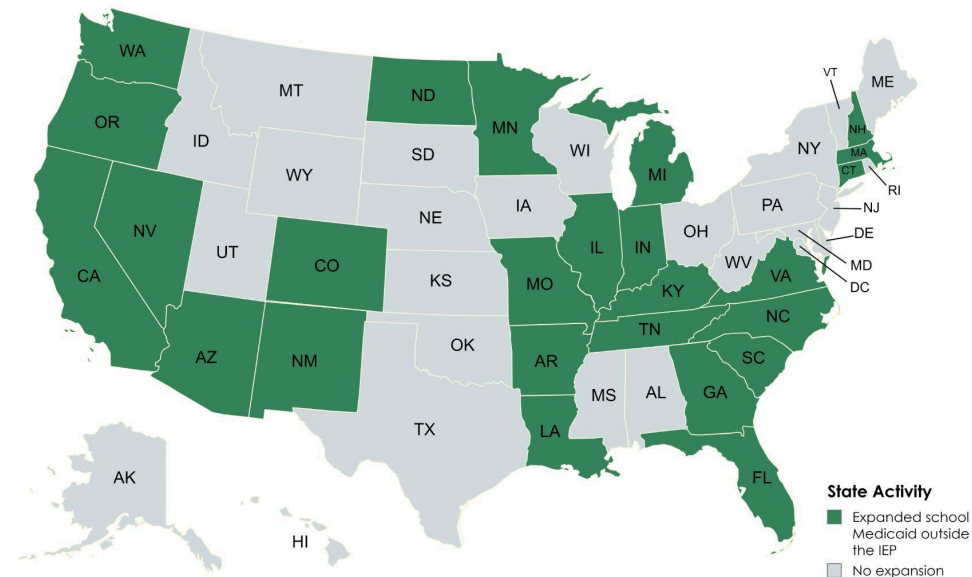 WA
MT
ND
MN
VT
ME
OR
ID
SD
WI
NY
NH
MA
CT
RI
WY
MI
NJ
NV
UT
NE
IA
IL
IN
OH
PA
DE
CA
CO
KS
MO
WV
VA
MD
DC
KY
AZ
NM
OK
AR
TN
NC
SC
TX
LA
MS
AL
GA
FL
AK
HI
State Activity
Expanded school
Medicaid outside
the IEP
No expansion